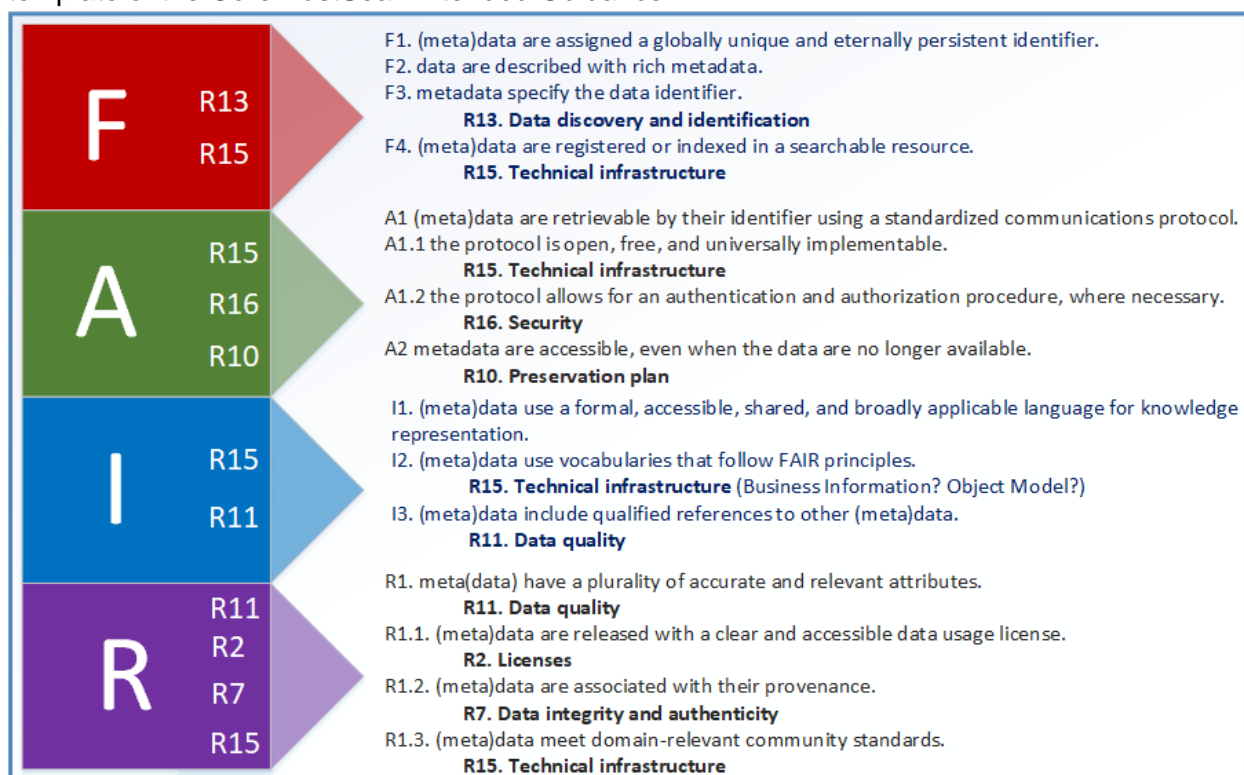 F
R13
R15
F1. (meta)data are assigned a globally unique and eternally persistent identifier.
F2. data are described with rich metadata.
F3. metadata specify the data identifier.
R13. Data discovery and identification
F4. (meta)data are registered or indexed in a searchable resource.
R15. Technical infrastructure
A
R15
R16
R10
A1 (meta)data are retrievable by their identifier using a standardized communications protocol.
A1.1 the protocol is open, free, and universally implementable.
R15. Technical infrastructure
A1.2 the protocol allows for an authentication and authorization procedure, where necessary.
R16. Security
A2 metadata are accessible, even when the data are no longer available.
R10. Preservation plan
I
R15
R11
I1. (meta)data use a formal, accessible, shared, and broadly applicable language for knowledge
representation.
I2. (meta)data use vocabularies that follow FAIR principles.
R15. Technical infrastructure (Business Information? Object Model?)
I3. (meta)data include qualified references to other (meta)data.
R11. Data quality
R
R11
R2
R7
R15
R1. meta(data) have a plurality of accurate and relevant attributes.
R11. Data quality
R1.1. (meta)data are released with a clear and accessible data usage license.
R2. Licenses
R1.2. (meta)data are associated with their provenance.
R7. Data integrity and authenticity
R1.3. (meta)data meet domain-relevant community standards.
R15. Technical infrastructure